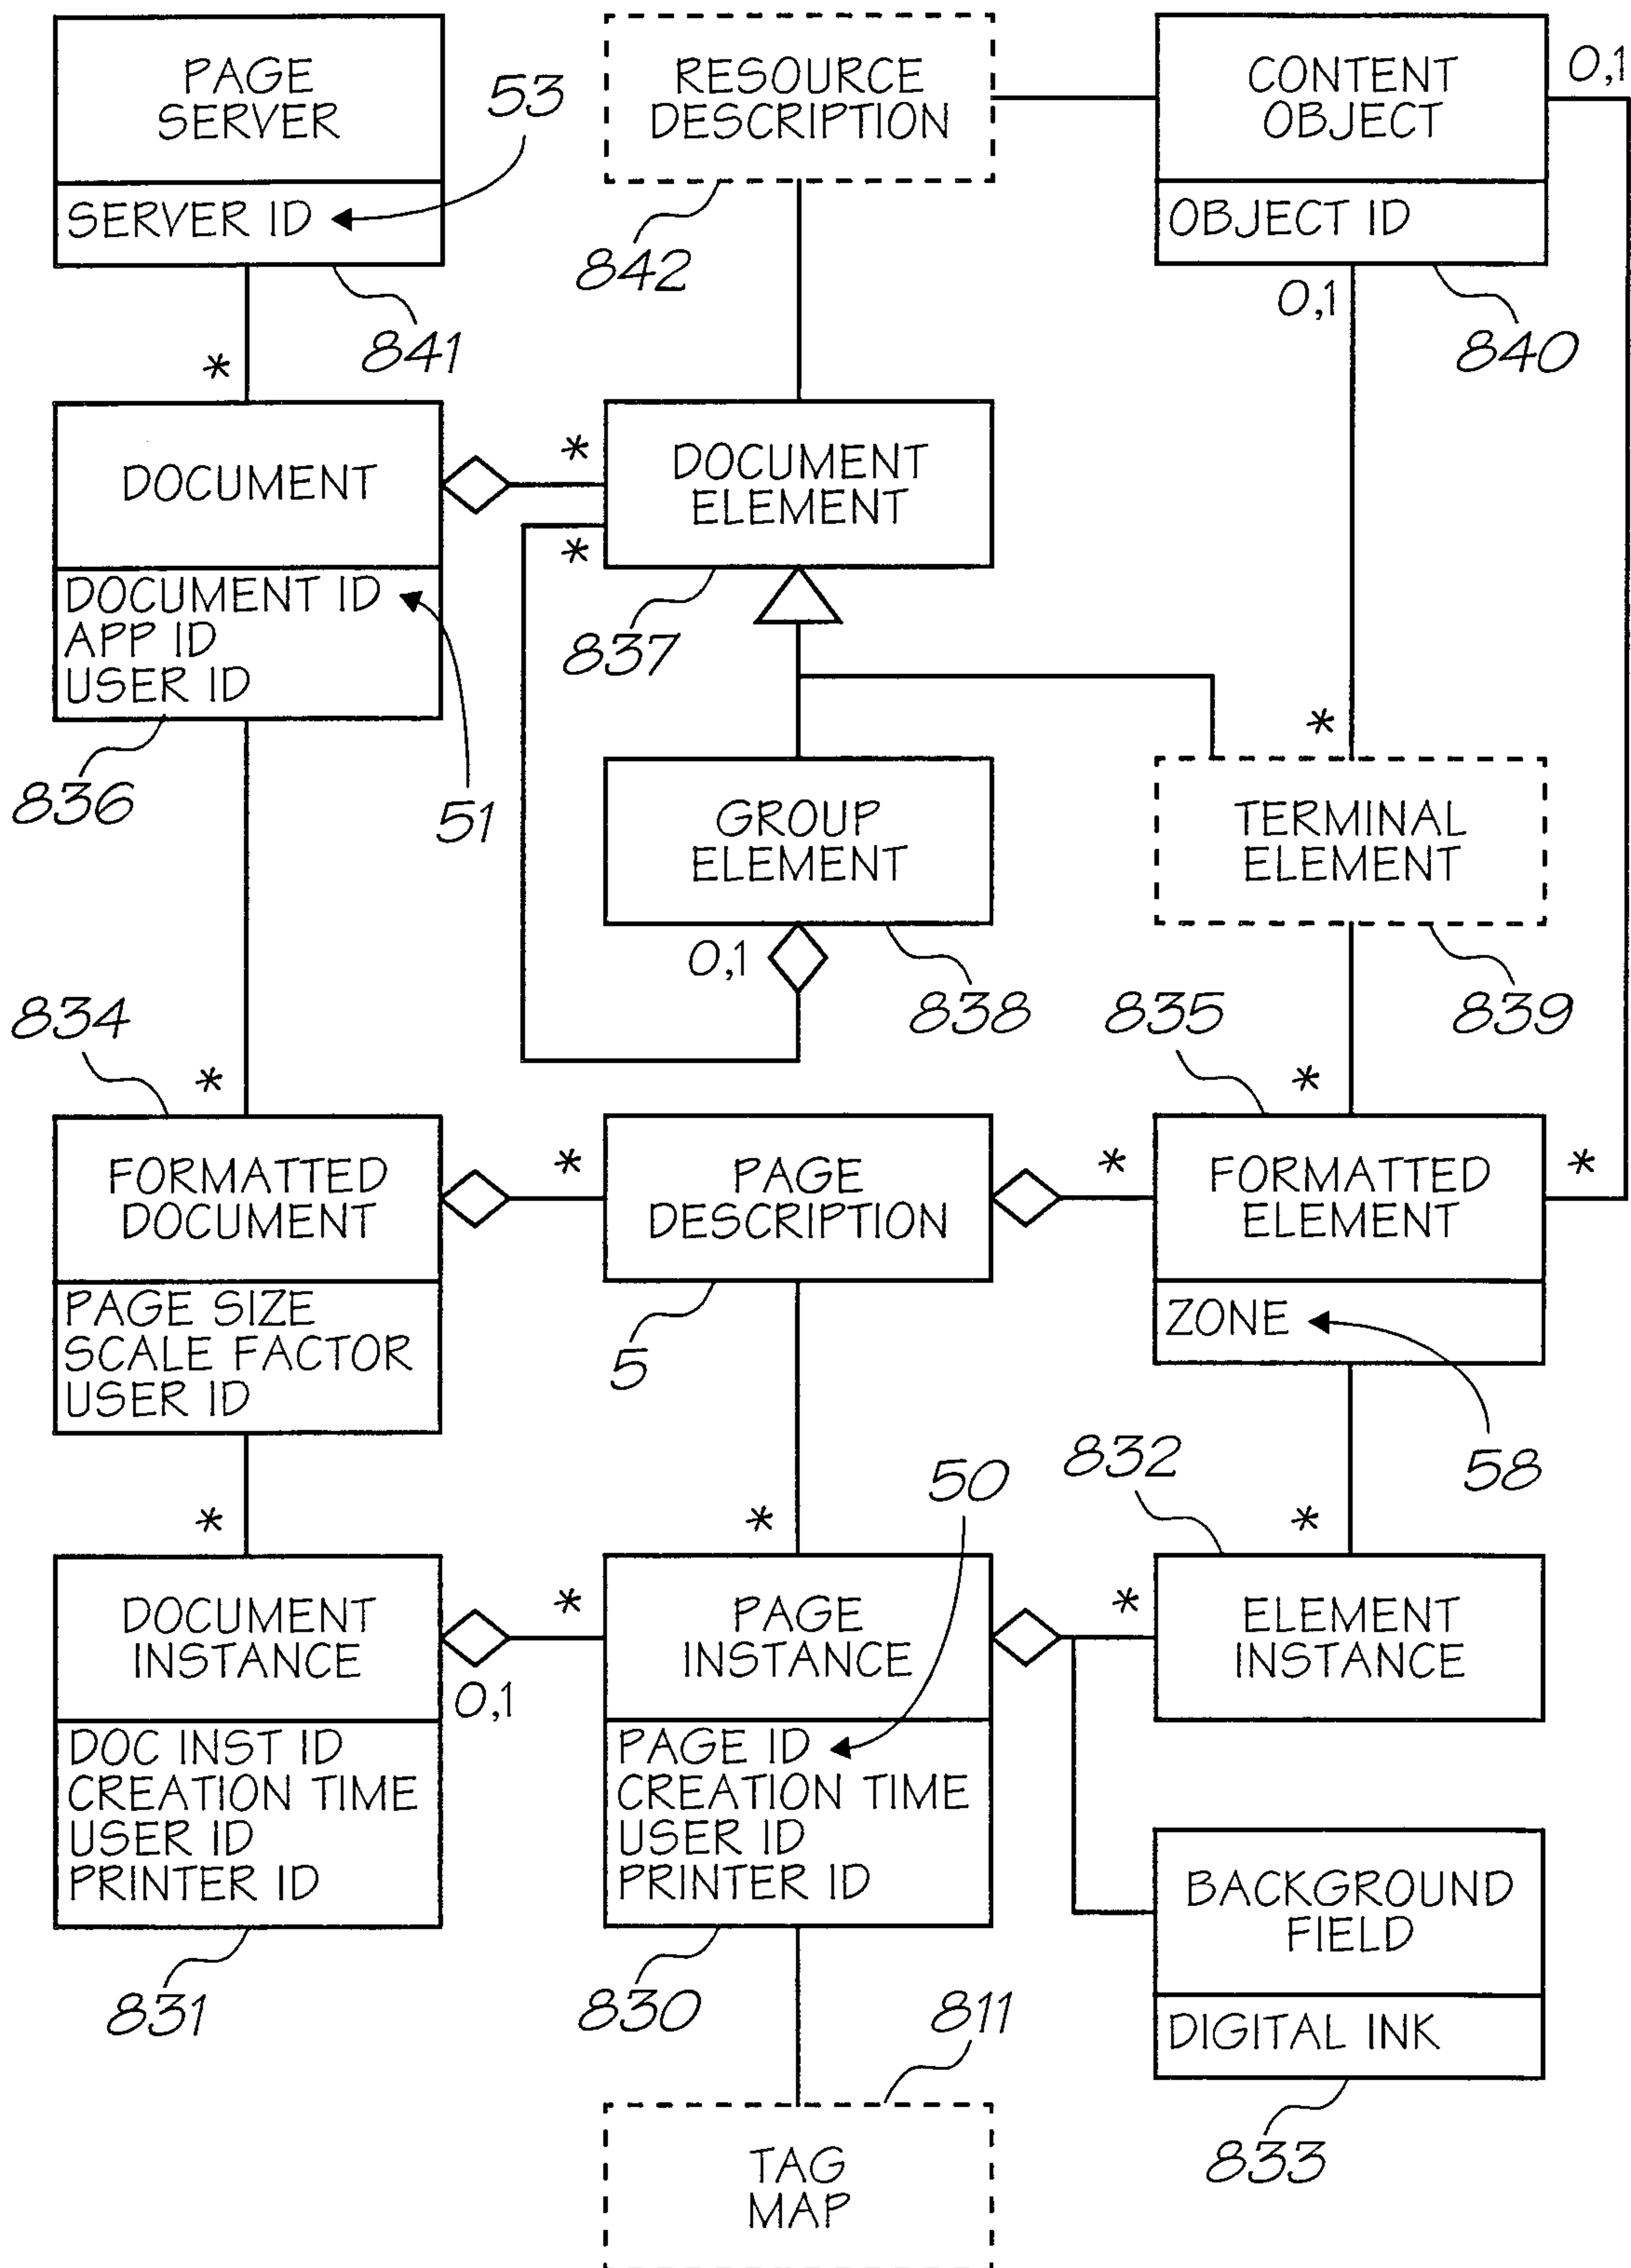 PAGE
SERVER
SERVER ID
53
841
RESOURCE
DESCRIPTION
842
CONTENT
OBJECT
OBJECT ID
0,1
0,1
840
*
DOCUMENT
DOCUMENT ID
APP ID
USER ID
836
51
*
DOCUMENT
ELEMENT
*
837
GROUP
ELEMENT
0,1
838
*
TERMINAL
ELEMENT
839
834
*
FORMATTED
DOCUMENT
PAGE SIZE
SCALE FACTOR
USER ID
*
PAGE
DESCRIPTION
5
835
*
*
FORMATTED
ELEMENT
*
ZONE
58
*
DOCUMENT
INSTANCE
0,1
DOC INST ID
CREATION TIME
USER ID
PRINTER ID
831
*
50
*
PAGE
INSTANCE
PAGE ID
CREATION TIME
USER ID
PRINTER ID
830
832
*
*
ELEMENT
INSTANCE
BACKGROUND
FIELD
DIGITAL INK
833
811
TAG
MAP